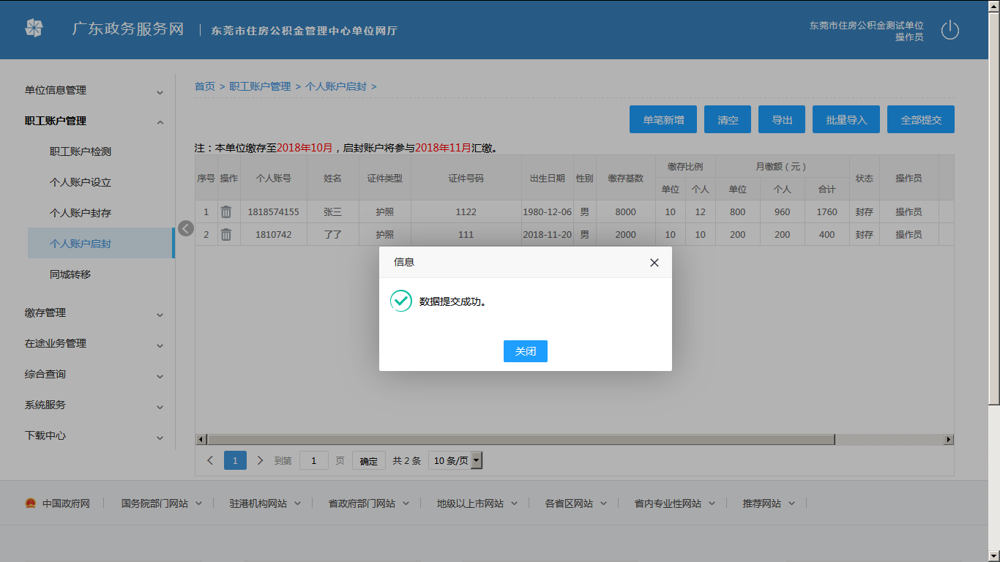 广东政务服务网 | 东莞市住房公积金管理中心单位网厅
东莞市住房公积金测试单位
操作员
单位信息管理
职工账户管理
职工账户检测
个人账户设立
个人账户封存
个人账户启封
同城转移
缴存管理
在途业务管理
综合查询
系统服务
下载中心
首页 > 职工账户管理 > 个人账户启封 >
单笔新增 清空 导出 批量导入 全部提交
注：本单位缴存至2018年10月，启封账户将参与2018年11月汇缴。
序号 操作 个人账号 姓名 证件类型 证件号码 出生日期 性别 缴存基数 缴存比例 月缴额（元） 状态 操作员
单位 个人 单位 个人 合计
1 1818574155 张三 护照 1122 1980-12-06 男 8000 10 12 800 960 1760 封存 操作员
2 1810742 了了 护照 111 2018-11-20 男 2000 10 10 200 200 400 封存 操作员
信息
数据提交成功。
关闭
1 到第 1 页 确定 共 2 条 10 条/页
中国政府网 国务院部门网站 驻港机构网站 省政府部门网站 地级以上市网站 各省区网站 省内专业性网站 推荐网站